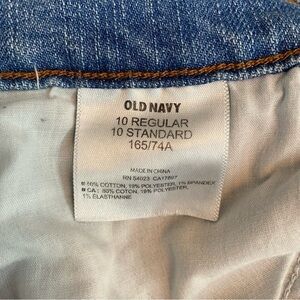 OLD NAVY
10 REGULAR
10 STANDARD
165/74A
MADE IN CHINA
RN 54023 CA17897
80% COTTON, 19% POLYESTER, 1% SPANDEX
CA: 80% COTON, 19% POLYESTER,
1% ELASTHANNE